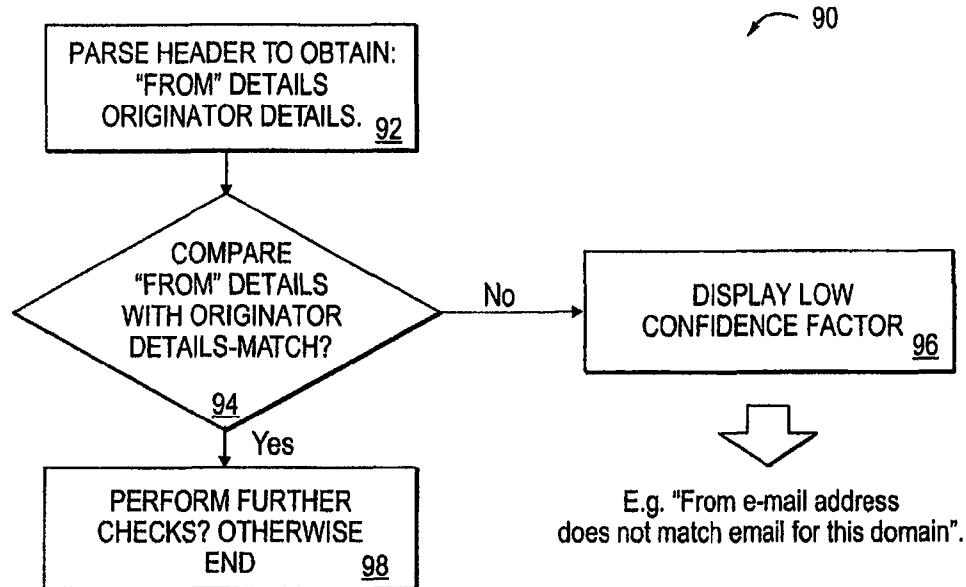 90
PARSE HEADER TO OBTAIN:
“FROM” DETAILS
ORIGINATOR DETAILS.
92
COMPARE
“FROM” DETAILS
WITH ORIGINATOR
DETAILS-MATCH?
94
No
DISPLAY LOW
CONFIDENCE FACTOR
96
Yes
PERFORM FURTHER
CHECKS? OTHERWISE
END
98
E.g. "From e-mail address
does not match email for this domain".